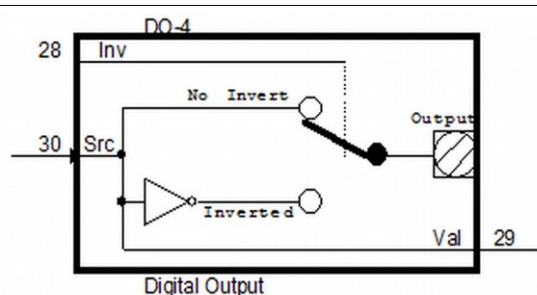 DO-4
28 Inv
No Invert
Output
30 Src
Inverted
Val 29
Digital Output